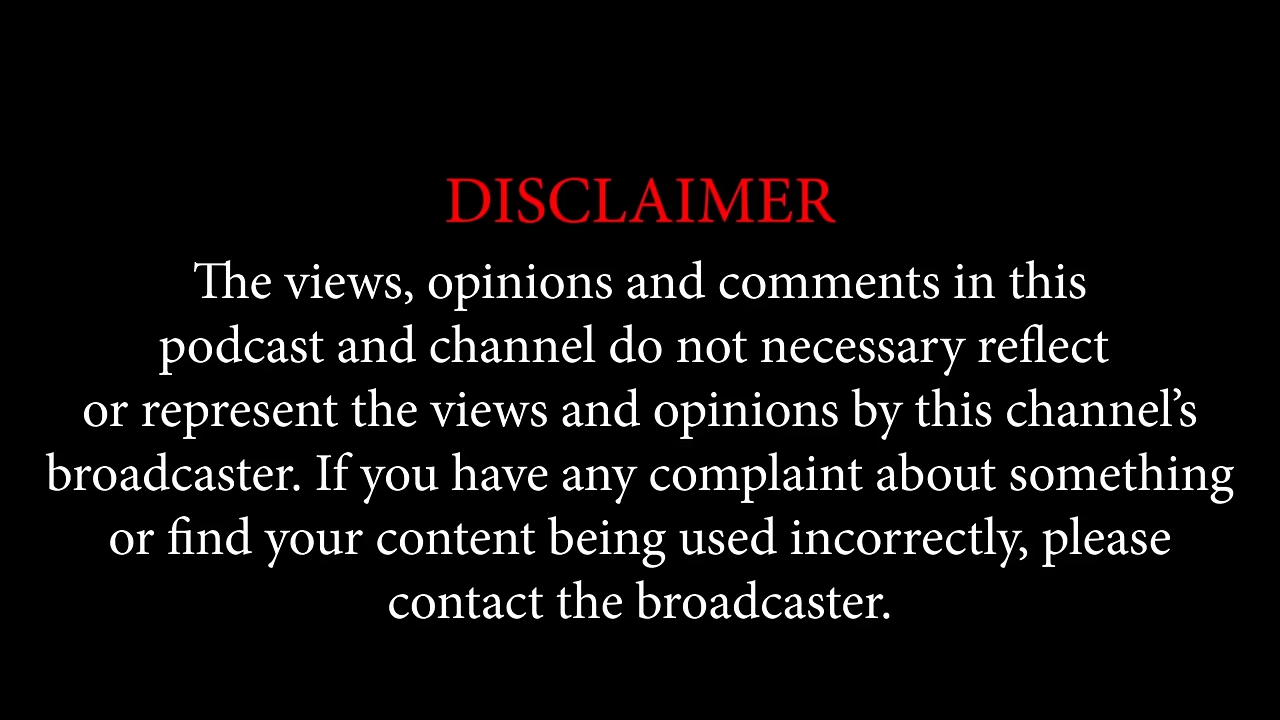 DISCLAIMER
The views, opinions and comments in this
podcast and channel do not necessary reflect
or represent the views and opinions by this channel’s
broadcaster. If you have any complaint about something
or find your content being used incorrectly, please
contact the broadcaster.